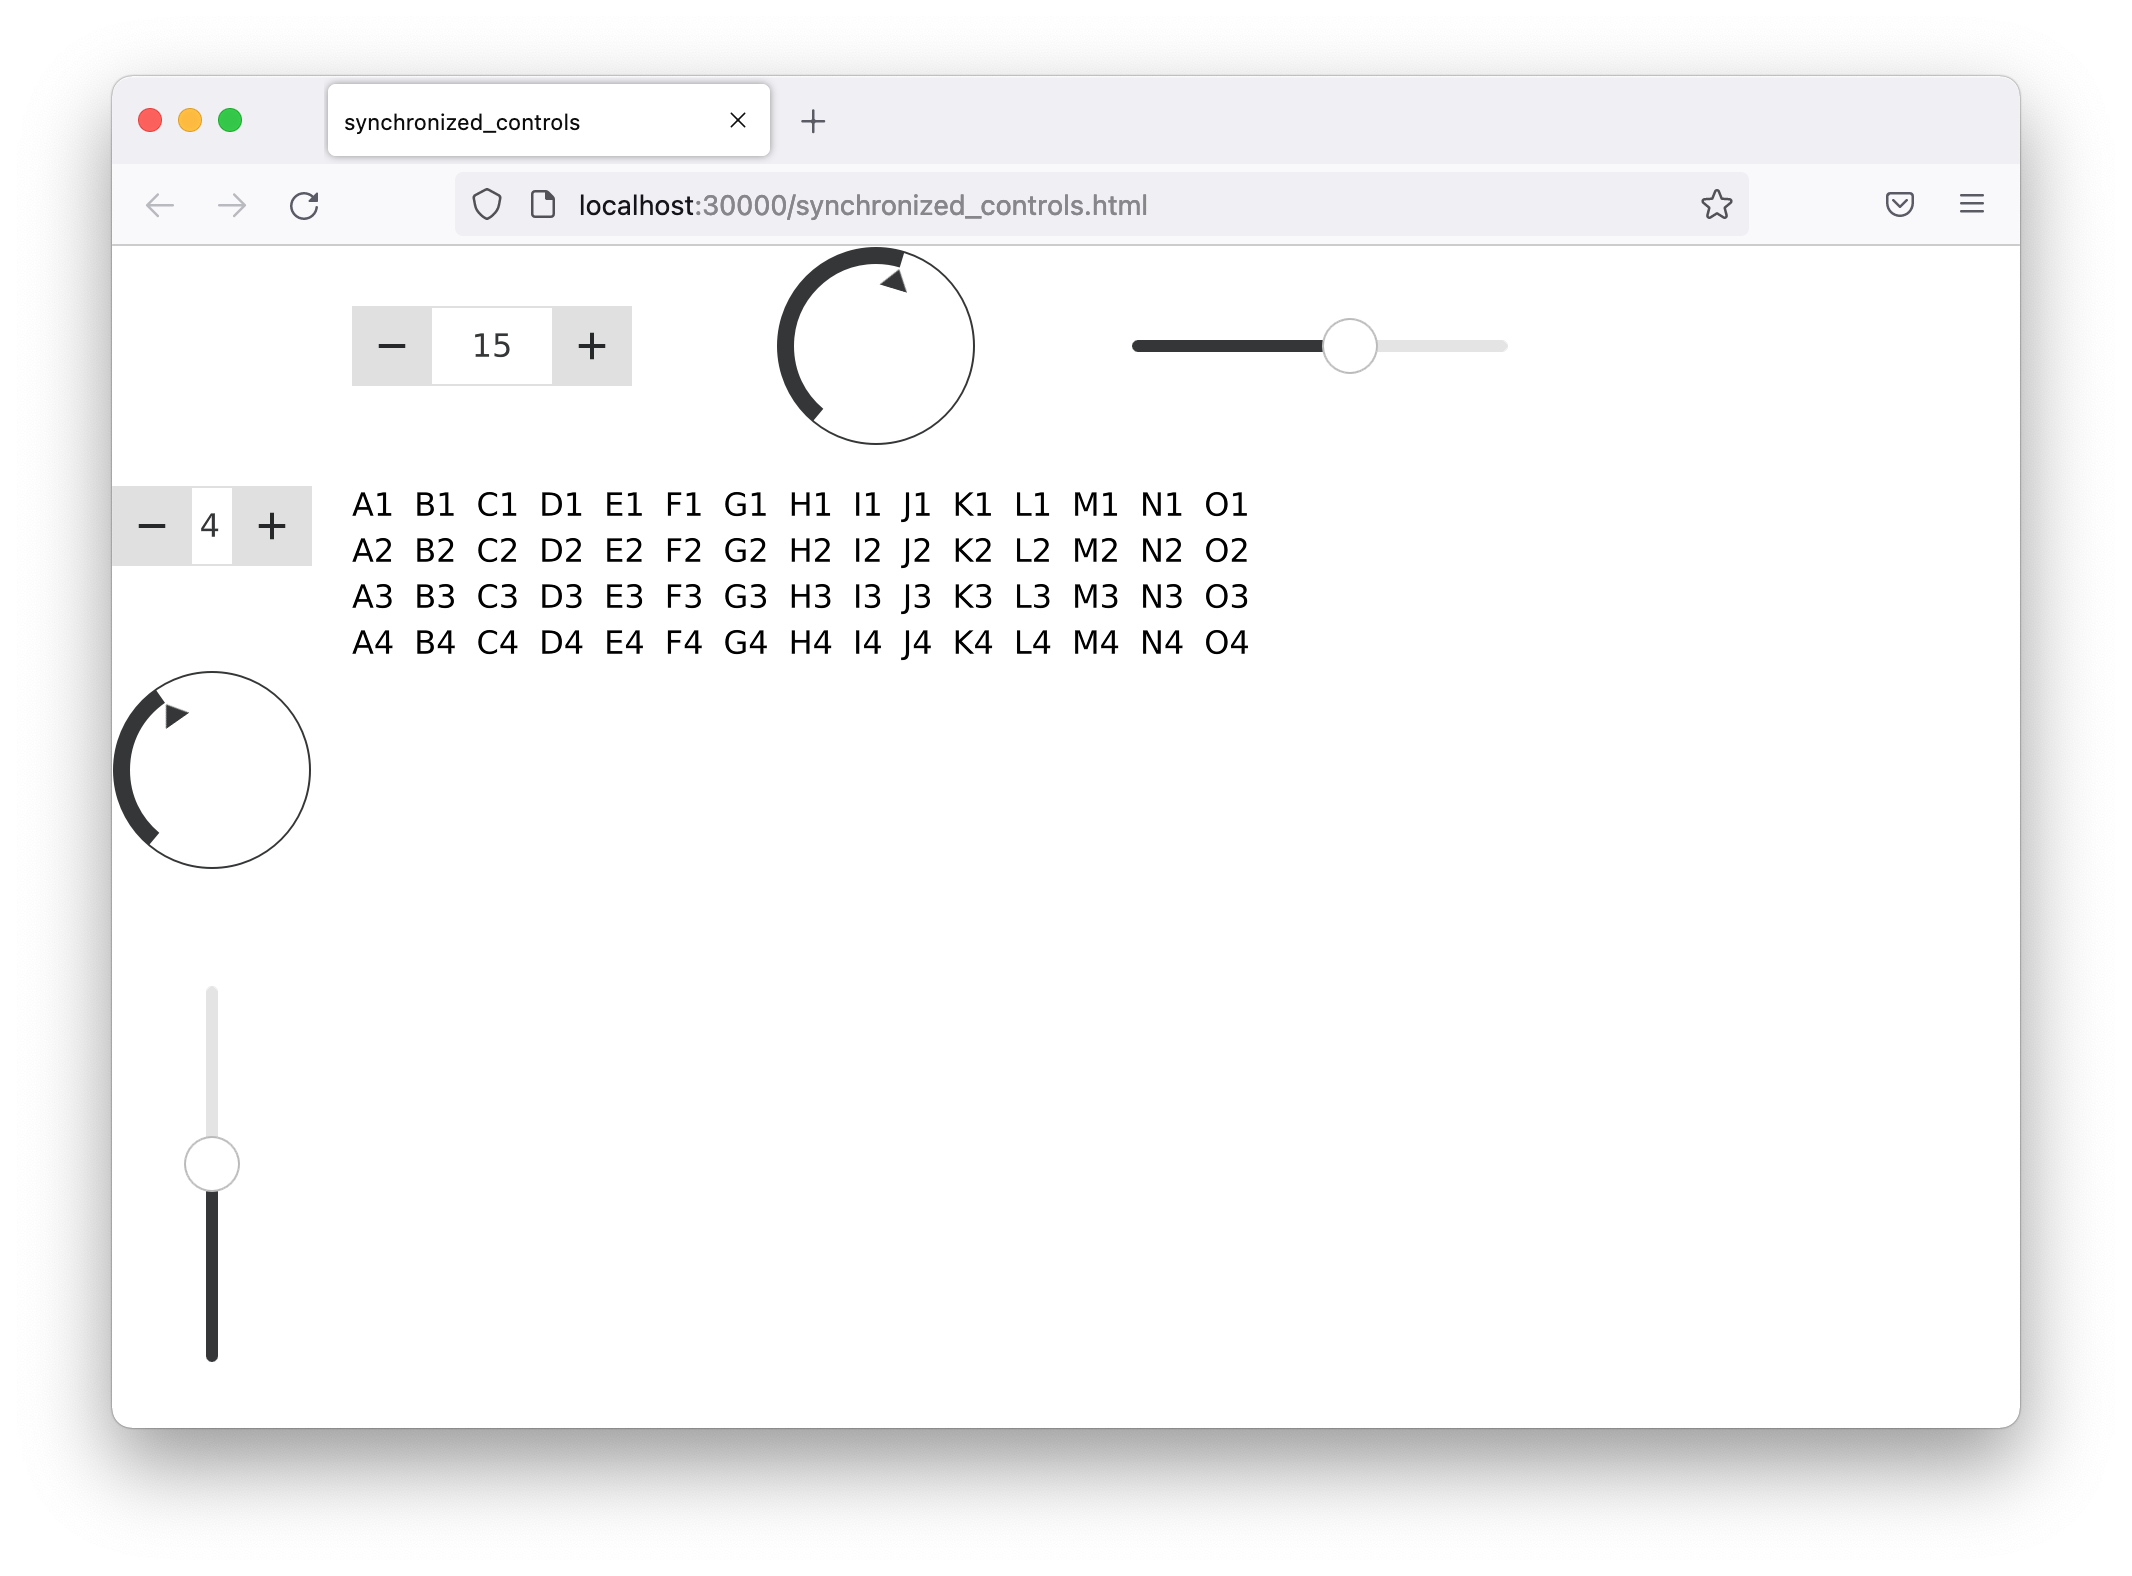 synchronized_controls
localhost:30000/synchronized_controls.html
− 15 +
− 4 +
A1 B1 C1 D1 E1 F1 G1 H1 I1 J1 K1 L1 M1 N1 O1
A2 B2 C2 D2 E2 F2 G2 H2 I2 J2 K2 L2 M2 N2 O2
A3 B3 C3 D3 E3 F3 G3 H3 I3 J3 K3 L3 M3 N3 O3
A4 B4 C4 D4 E4 F4 G4 H4 I4 J4 K4 L4 M4 N4 O4